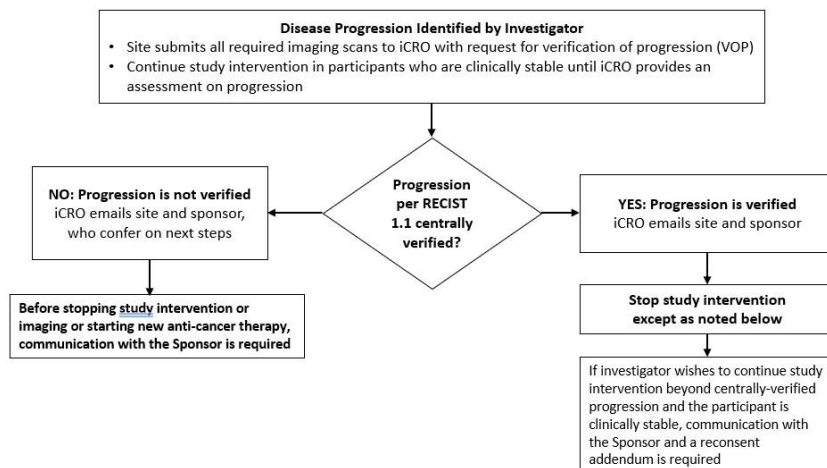 Disease Progression Identified by Investigator
• Site submits all required imaging scans to iCRO with request for verification of progression (VOP)
• Continue study intervention in participants who are clinically stable until iCRO provides an
assessment on progression
Progression
per RECIST
1.1 centrally
verified?
NO: Progression is not verified
iCRO emails site and sponsor,
who confer on next steps
Before stopping study intervention or
imaging or starting new anti-cancer therapy,
communication with the Sponsor is required
YES: Progression is verified
iCRO emails site and sponsor
Stop study intervention
except as noted below
If investigator wishes to continue study
intervention beyond centrally-verified
progression and the participant is
clinically stable, communication with
the Sponsor and a reconsent
addendum is required